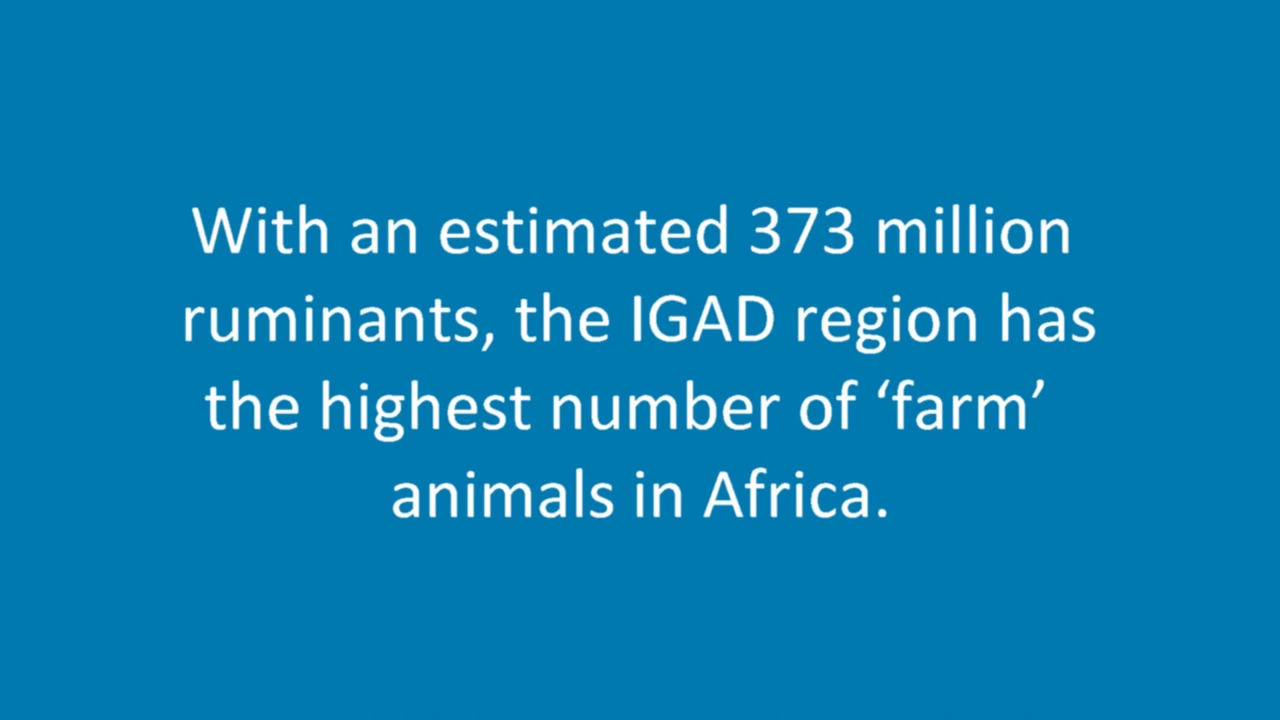 With an estimated 373 million
ruminants, the IGAD region has
the highest number of ‘farm’
animals in Africa.